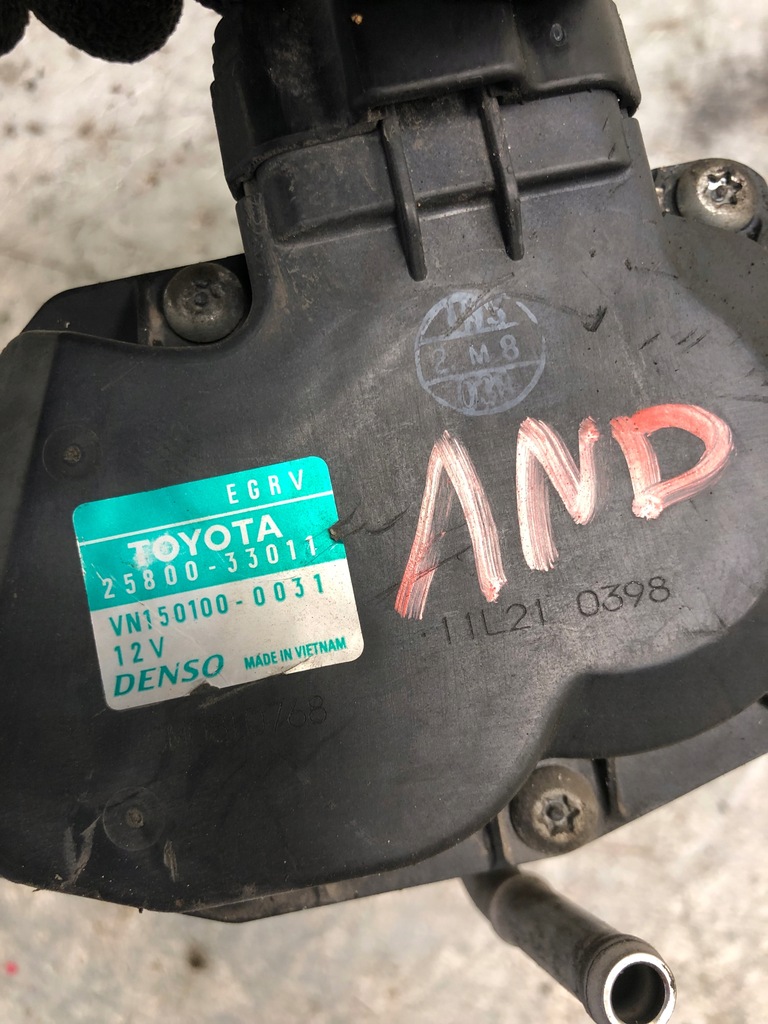 2 M 8
AND
EGRV
TOYOTA
25800-33011
VN150100-0031
12V
DENSO MADE IN VIETNAM
11L21 0398